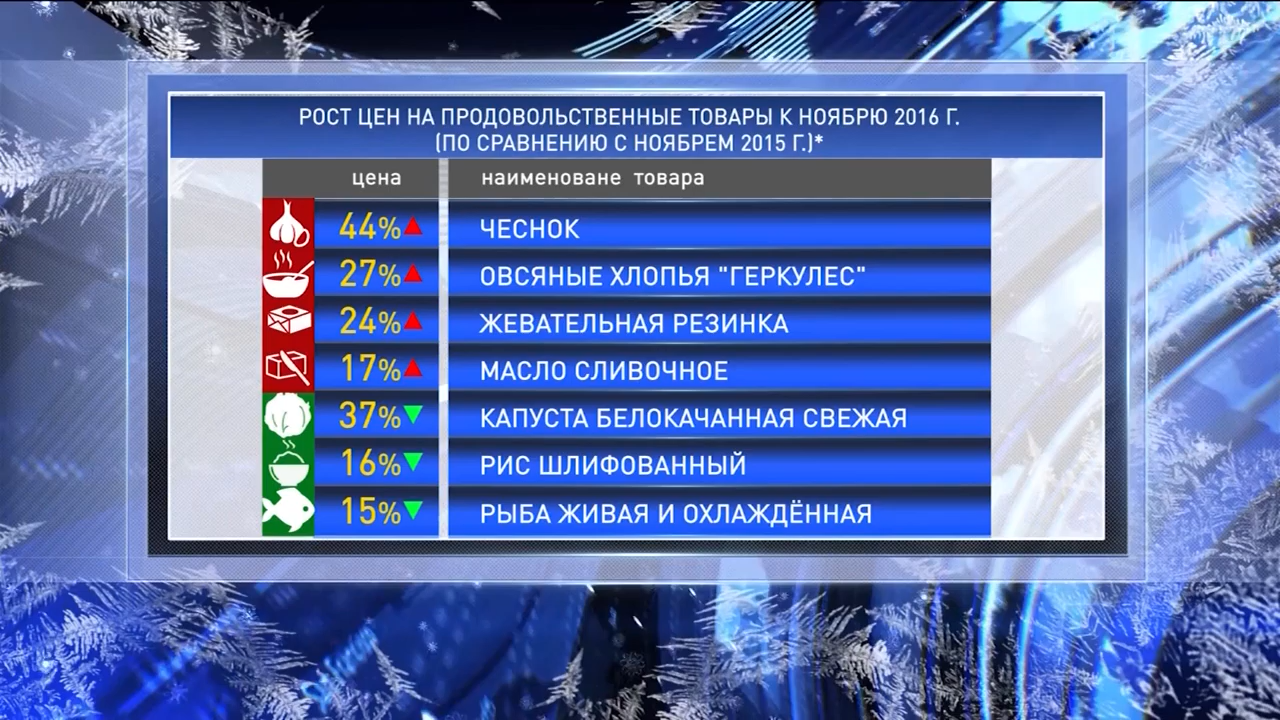 РОСТ ЦЕН НА ПРОДОВОЛЬСТВЕННЫЕ ТОВАРЫ К НОЯБРЮ 2016 Г.
(ПО СРАВНЕНИЮ С НОЯБРЕМ 2015 Г.)*
цена наименоване товара
44% ЧЕСНОК
27% ОВСЯНЫЕ ХЛОПЬЯ "ГЕРКУЛЕС"
24% ЖЕВАТЕЛЬНАЯ РЕЗИНКА
17% МАСЛО СЛИВОЧНОЕ
37% КАПУСТА БЕЛОКАЧАННАЯ СВЕЖАЯ
16% РИС ШЛИФОВАННЫЙ
15% РЫБА ЖИВАЯ И ОХЛАЖДЁННАЯ